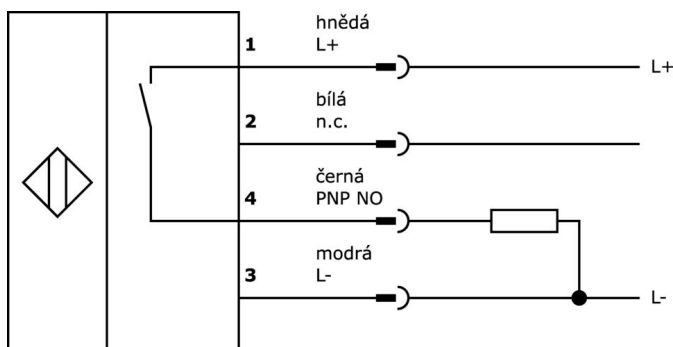 hnědá
1 L+
L+
bílá
2 n.c.
černá
4 PNP NO
modrá
3 L-
L-